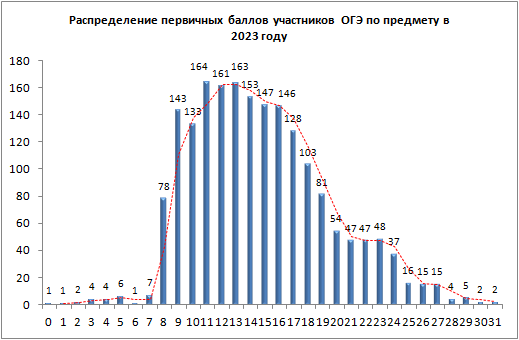 Распределение первичных баллов участников ОГЭ по предмету в
2023 году
180
160
140
120
100
80
60
40
20
0
1 1 2 4 4 6 1 7 78 143 133 164 161 163 153 147 146 128 103 81 54 47 47 48 37 16 15 15 4 5 2 2
0 1 2 3 4 5 6 7 8 9 10 11 12 13 14 15 16 17 18 19 20 21 22 23 24 25 26 27 28 29 30 31